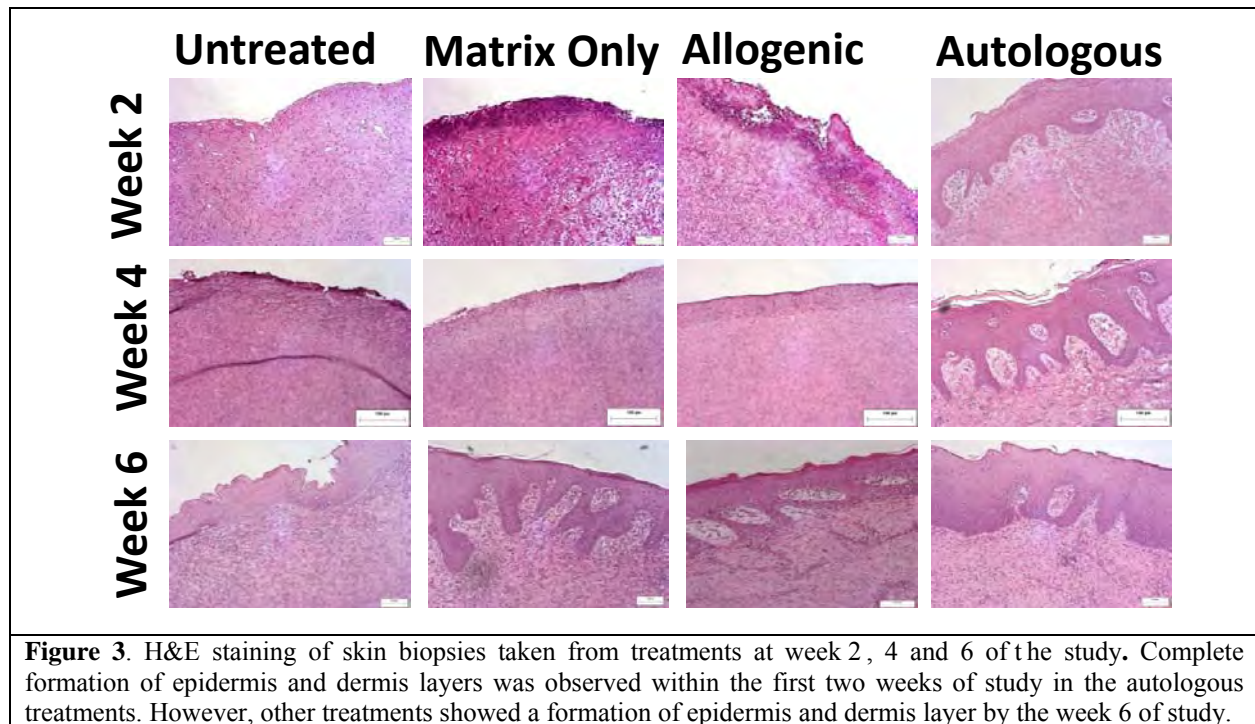 Untreated Matrix Only Allogenic Autologous
Week 2
Week 4
Week 6
Figure 3. H&E staining of skin biopsies taken from treatments at week 2 , 4 and 6 of the study. Complete
formation of epidermis and dermis layers was observed within the first two weeks of study in the autologous
treatments. However, other treatments showed a formation of epidermis and dermis layer by the week 6 of study.